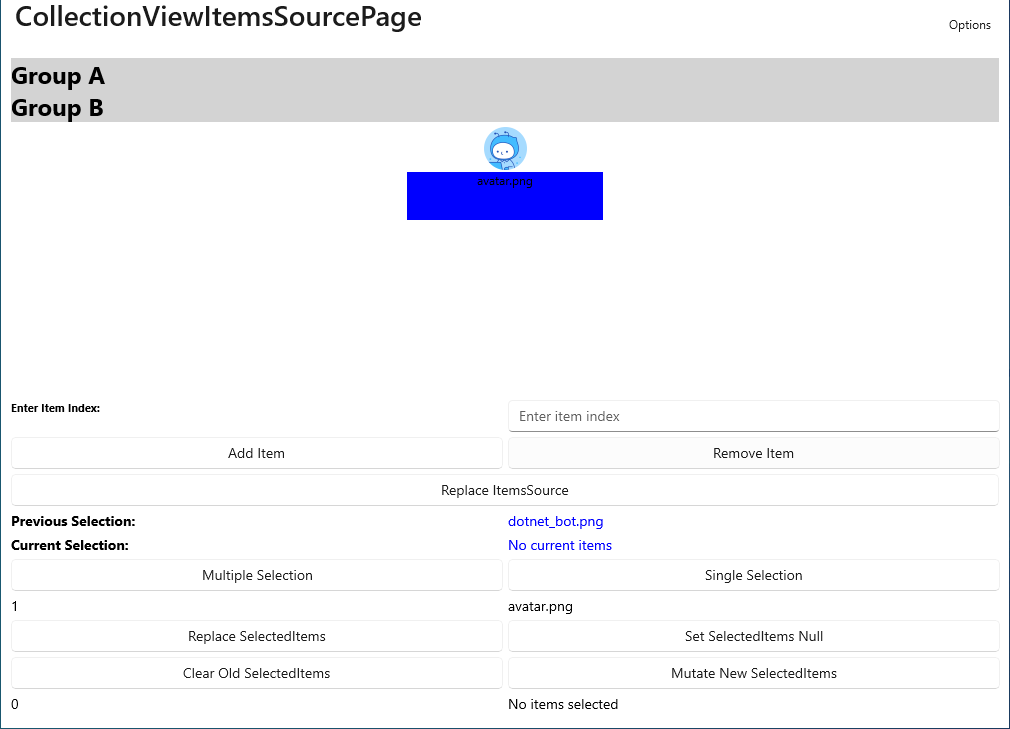 CollectionViewItemsSourcePage
Options
Group A
Group B
avatar.png
Enter Item Index:
Enter item index
Add Item
Remove Item
Replace ItemsSource
Previous Selection:
dotnet_bot.png
Current Selection:
No current items
Multiple Selection
Single Selection
1
avatar.png
Replace SelectedItems
Set SelectedItems Null
Clear Old SelectedItems
Mutate New SelectedItems
0
No items selected